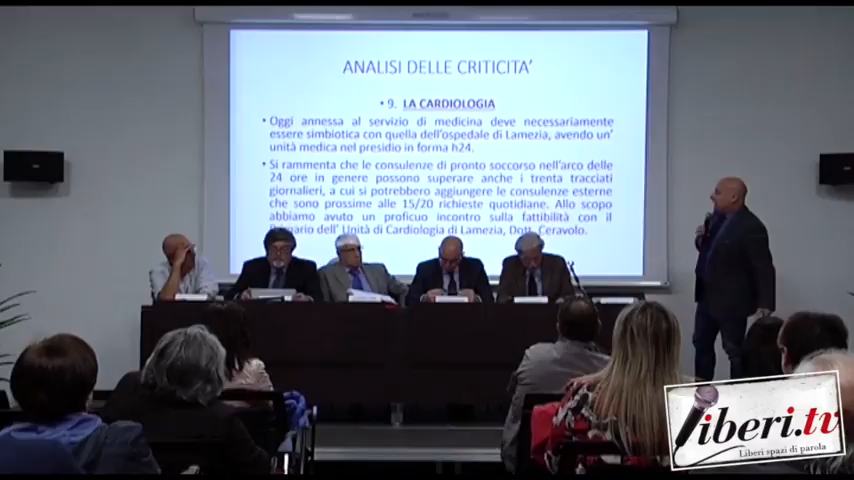 ANALISI DELLE CRITICITA'
• 9. LA CARDIOLOGIA
• Oggi annessa al servizio di medicina deve necessariamente
essere simbiotica con quella dell'ospedale di Lamezia, avendo un'
unità medica nel presidio in forma h24.
• Si rammenta che le consulenze di pronto soccorso nell'arco delle
24 ore in genere possono superare anche i trenta tracciati
giornalieri, a cui si potrebbero aggiungere le consulenze esterne
che sono prossime alle 15/20 richieste quotidiane. Allo scopo
abbiamo avuto un proficuo incontro sulla fattibilità con il
Primario dell' Unità di Cardiologia di Lamezia, Dott. Ceravolo.
liberi.tv
Liberi spazi di parola